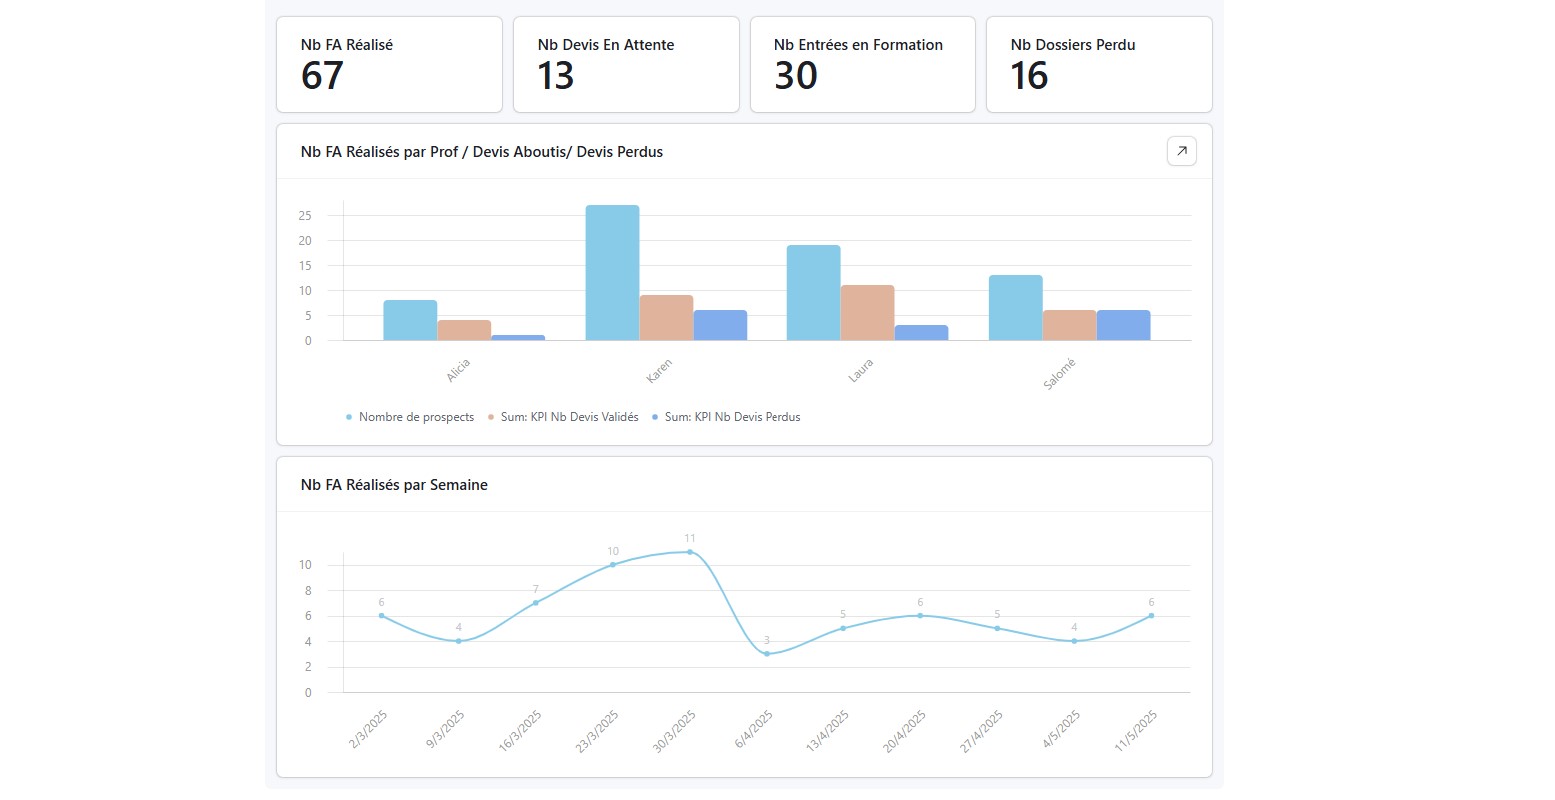 Nb FA Réalisé
67
Nb Devis En Attente
13
Nb Entrées en Formation
30
Nb Dossiers Perdu
16
Nb FA Réalisés par Prof / Devis Aboutis/ Devis Perdus
25
20
15
10
5
0
Alicia
Karen
Laura
Salomé
Nombre de prospects
Sum: KPI Nb Devis Validés
Sum: KPI Nb Devis Perdus
Nb FA Réalisés par Semaine
10
8
6
4
2
0
6
4
7
10
11
3
5
6
5
4
6
2/3/2025
9/3/2025
16/3/2025
23/3/2025
30/3/2025
6/4/2025
13/4/2025
20/4/2025
27/4/2025
4/5/2025
11/5/2025